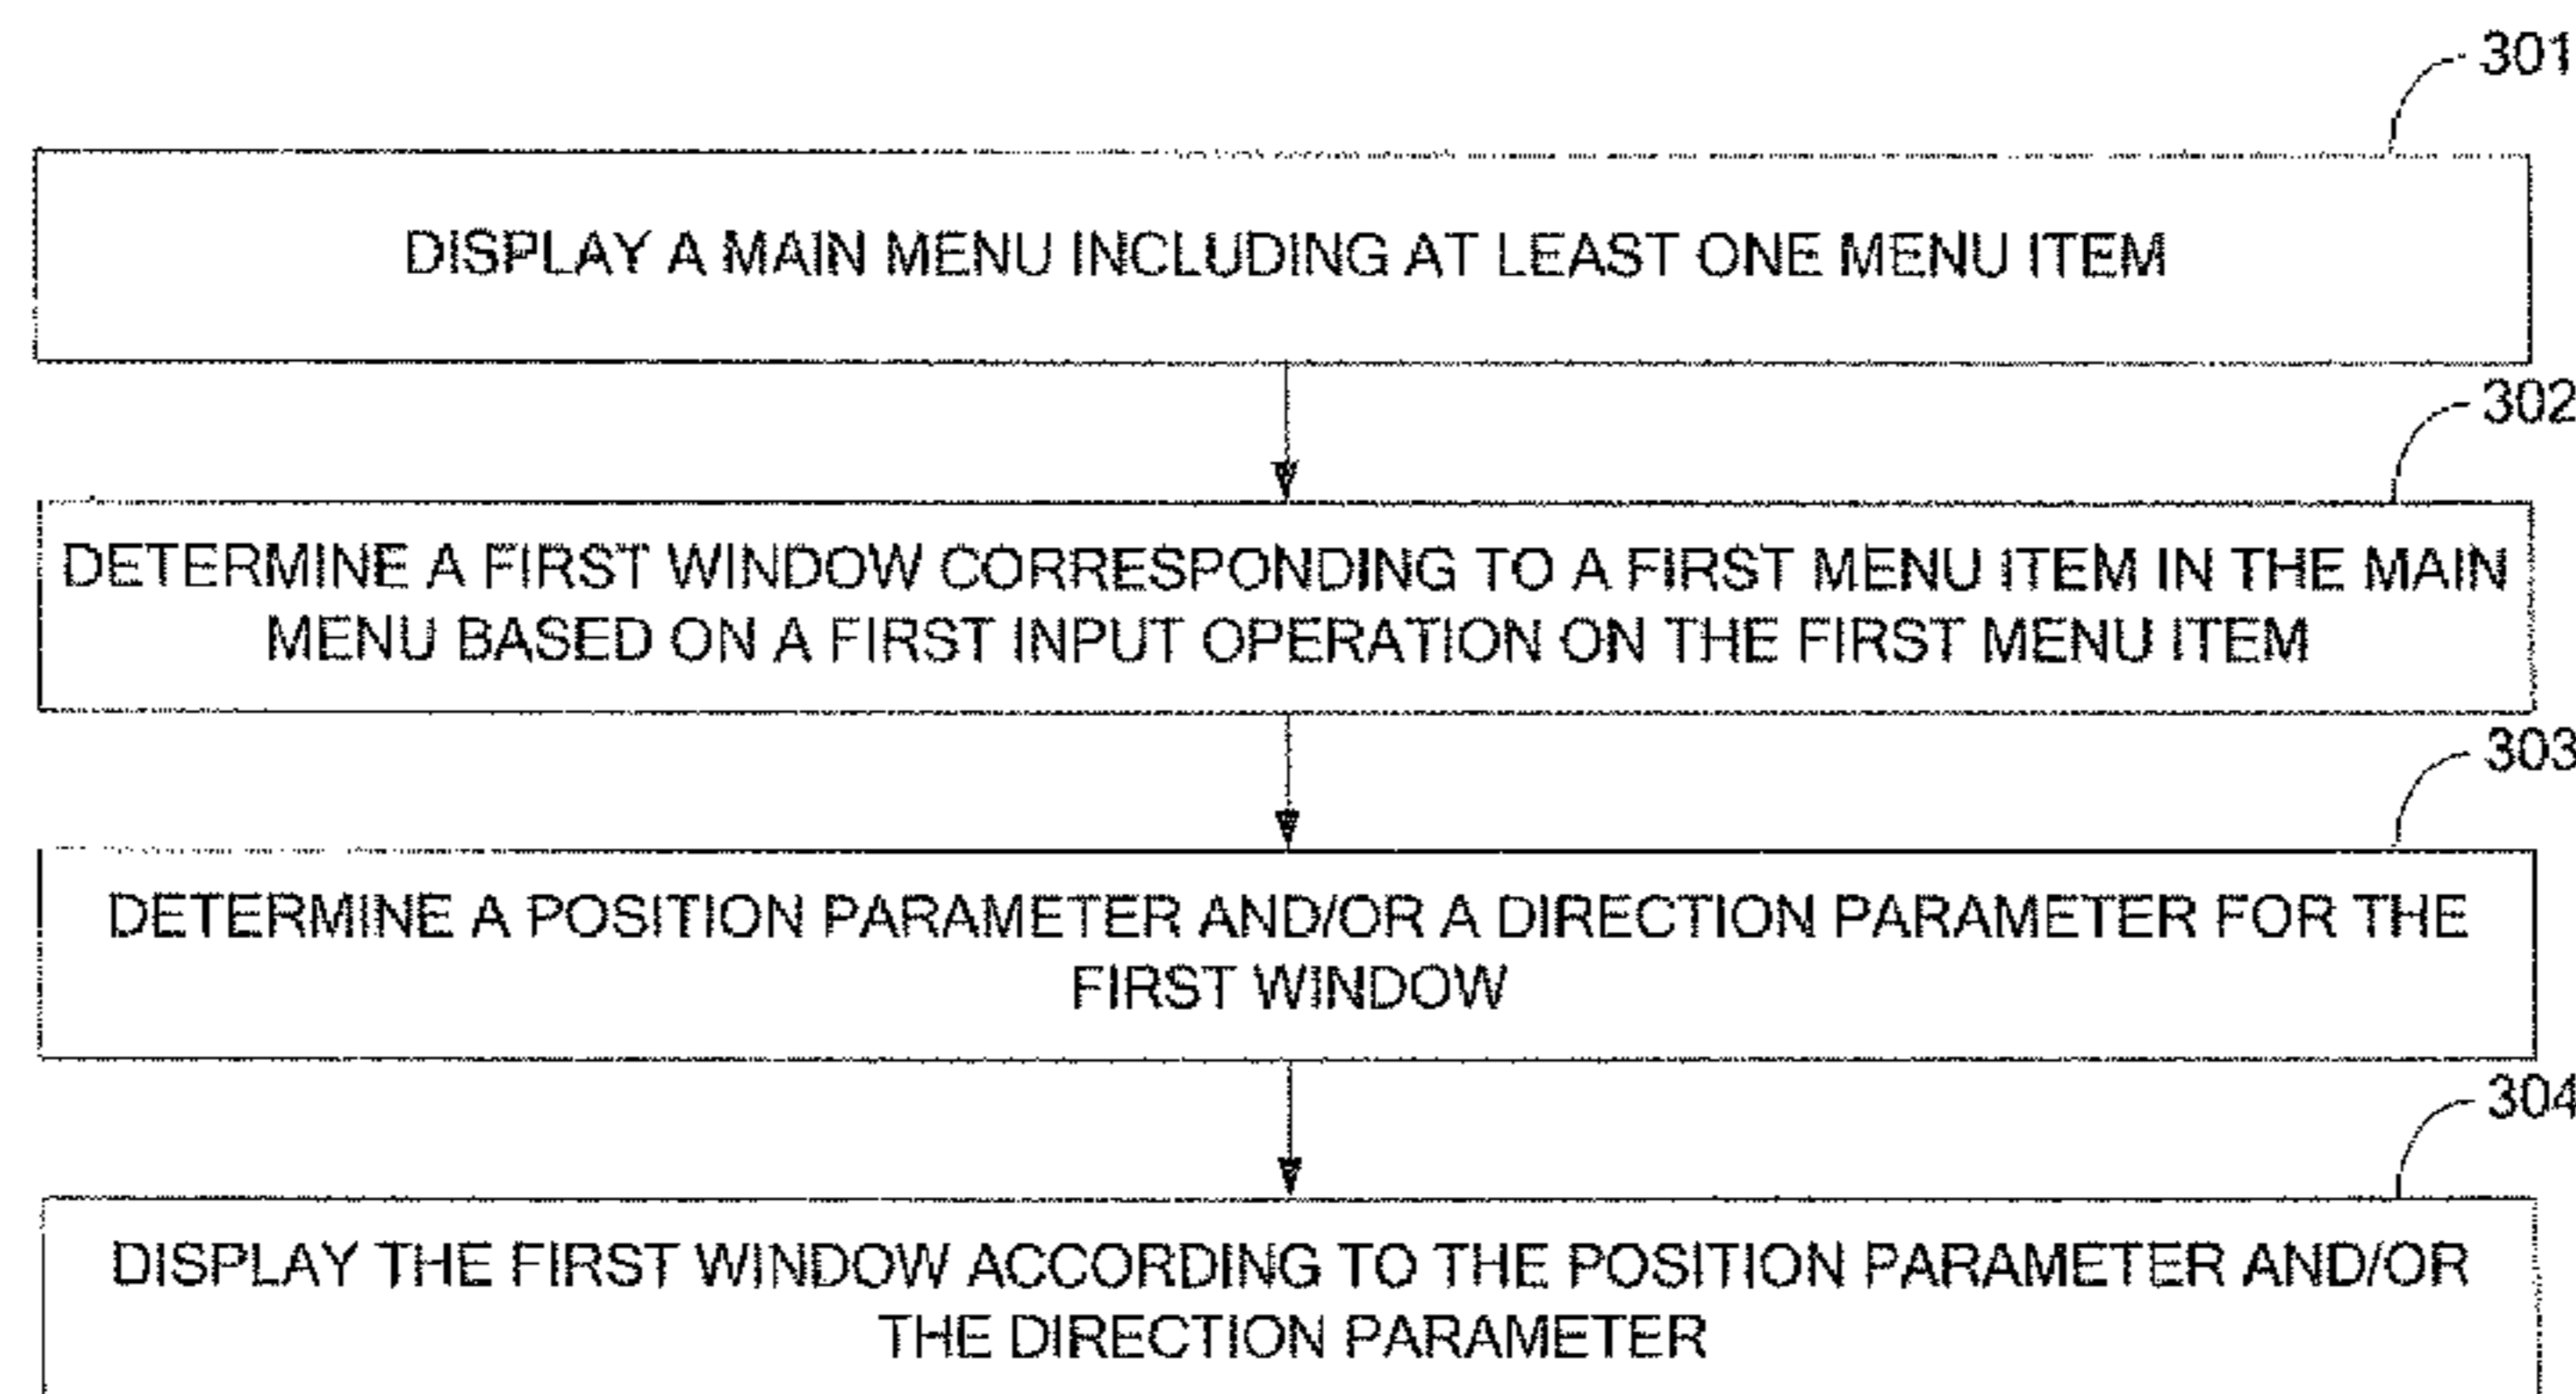 301
DISPLAY A MAIN MENU INCLUDING AT LEAST ONE MENU ITEM
302
DETERMINE A FIRST WINDOW CORRESPONDING TO A FIRST MENU ITEM IN THE MAIN
MENU BASED ON A FIRST INPUT OPERATION ON THE FIRST MENU ITEM
303
DETERMINE A POSITION PARAMETER AND/OR A DIRECTION PARAMETER FOR THE
FIRST WINDOW
304
DISPLAY THE FIRST WINDOW ACCORDING TO THE POSITION PARAMETER AND/OR
THE DIRECTION PARAMETER